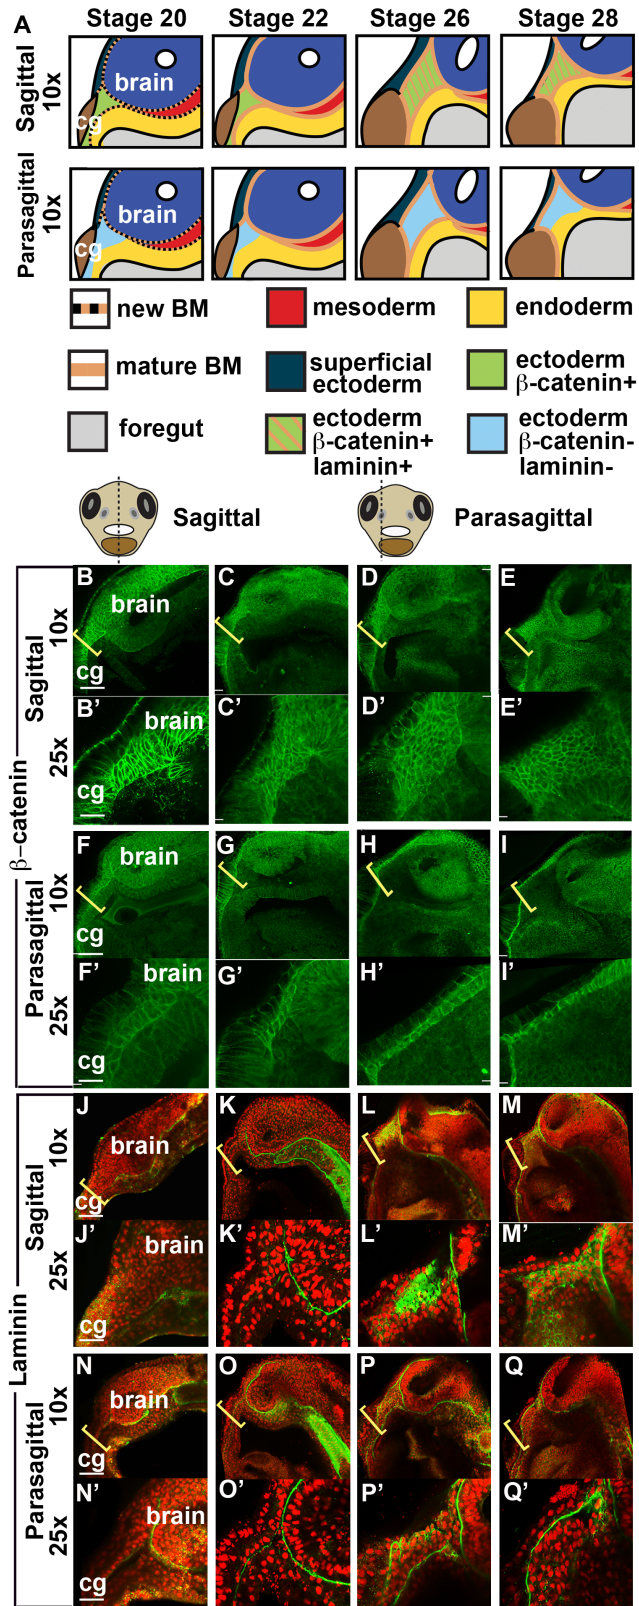 A
Stage 20
Stage 22
Stage 26
Stage 28
Sagittal
10x
brain
cg
Parasagittal
10x
brain
cg
new BM
mesoderm
endoderm
mature BM
superficial
ectoderm
ectoderm
β-catenin+
foregut
ectoderm
β-catenin+
laminin+
ectoderm
β-catenin-
laminin-
Sagittal
Parasagittal
β-catenin
Sagittal
10x
B
brain
cg
C
D
E
25x
B'
brain
cg
C'
D'
E'
Parasagittal
10x
F
brain
cg
G
H
I
25x
F'
brain
cg
G'
H'
I'
Laminin
Sagittal
10x
J
brain
cg
K
L
M
25x
J'
brain
cg
K'
L'
M'
Parasagittal
10x
N
brain
cg
O
P
Q
25x
N'
brain
cg
O'
P'
Q'